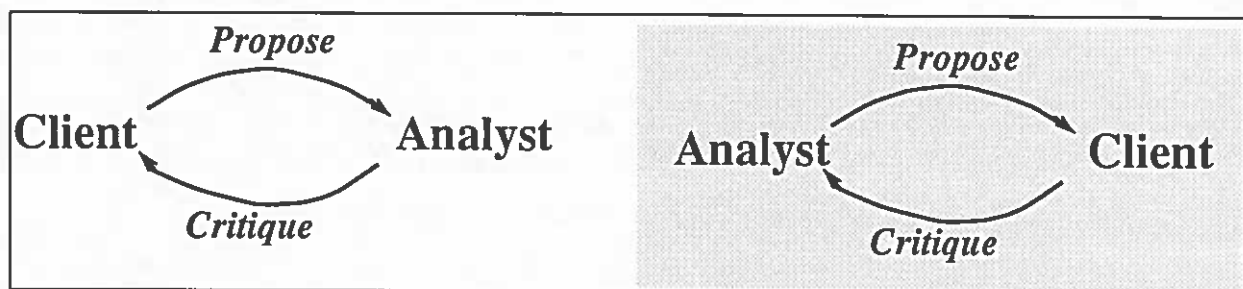 Propose
Client Analyst
Critique
Propose
Analyst Client
Critique